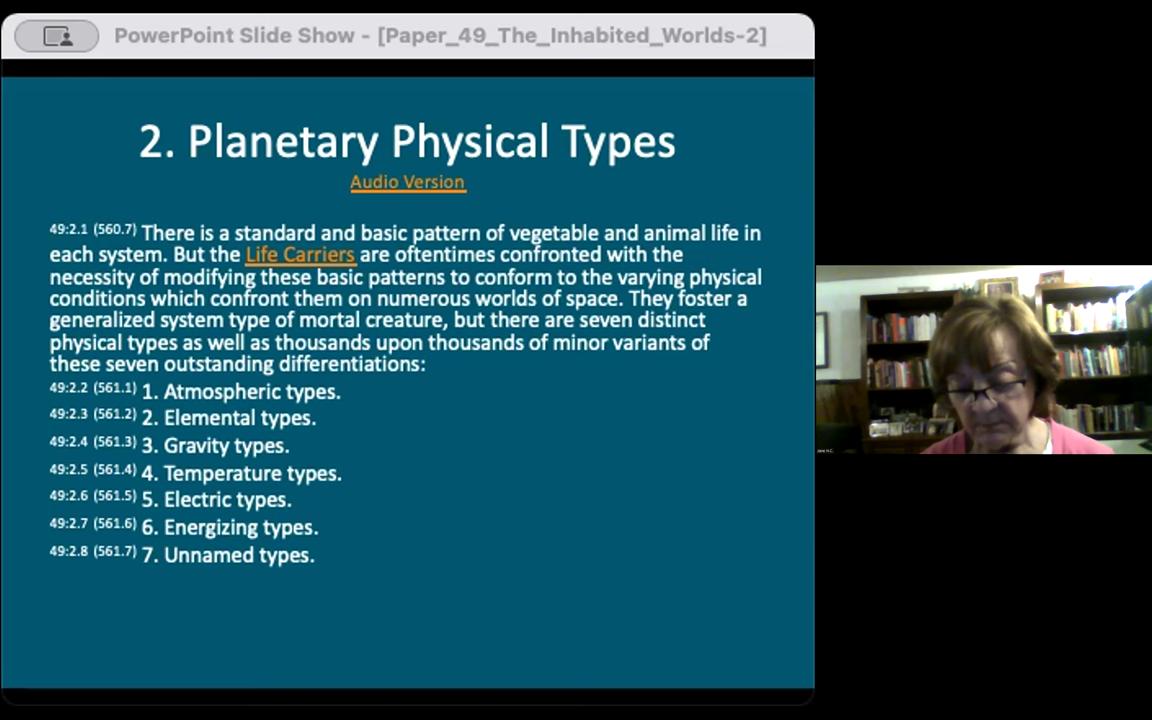 PowerPoint Slide Show - [Paper_49_The_Inhabited_Worlds-2]
2. Planetary Physical Types
Audio Version
49:2.1 (560.7) There is a standard and basic pattern of vegetable and animal life in
each system. But the Life Carriers are oftentimes confronted with the
necessity of modifying these basic patterns to conform to the varying physical
conditions which confront them on numerous worlds of space. They foster a
generalized system type of mortal creature, but there are seven distinct
physical types as well as thousands upon thousands of minor variants of
these seven outstanding differentiations:
49:2.2 (561.1) 1. Atmospheric types.
49:2.3 (561.2) 2. Elemental types.
49:2.4 (561.3) 3. Gravity types.
49:2.5 (561.4) 4. Temperature types.
49:2.6 (561.5) 5. Electric types.
49:2.7 (561.6) 6. Energizing types.
49:2.8 (561.7) 7. Unnamed types.